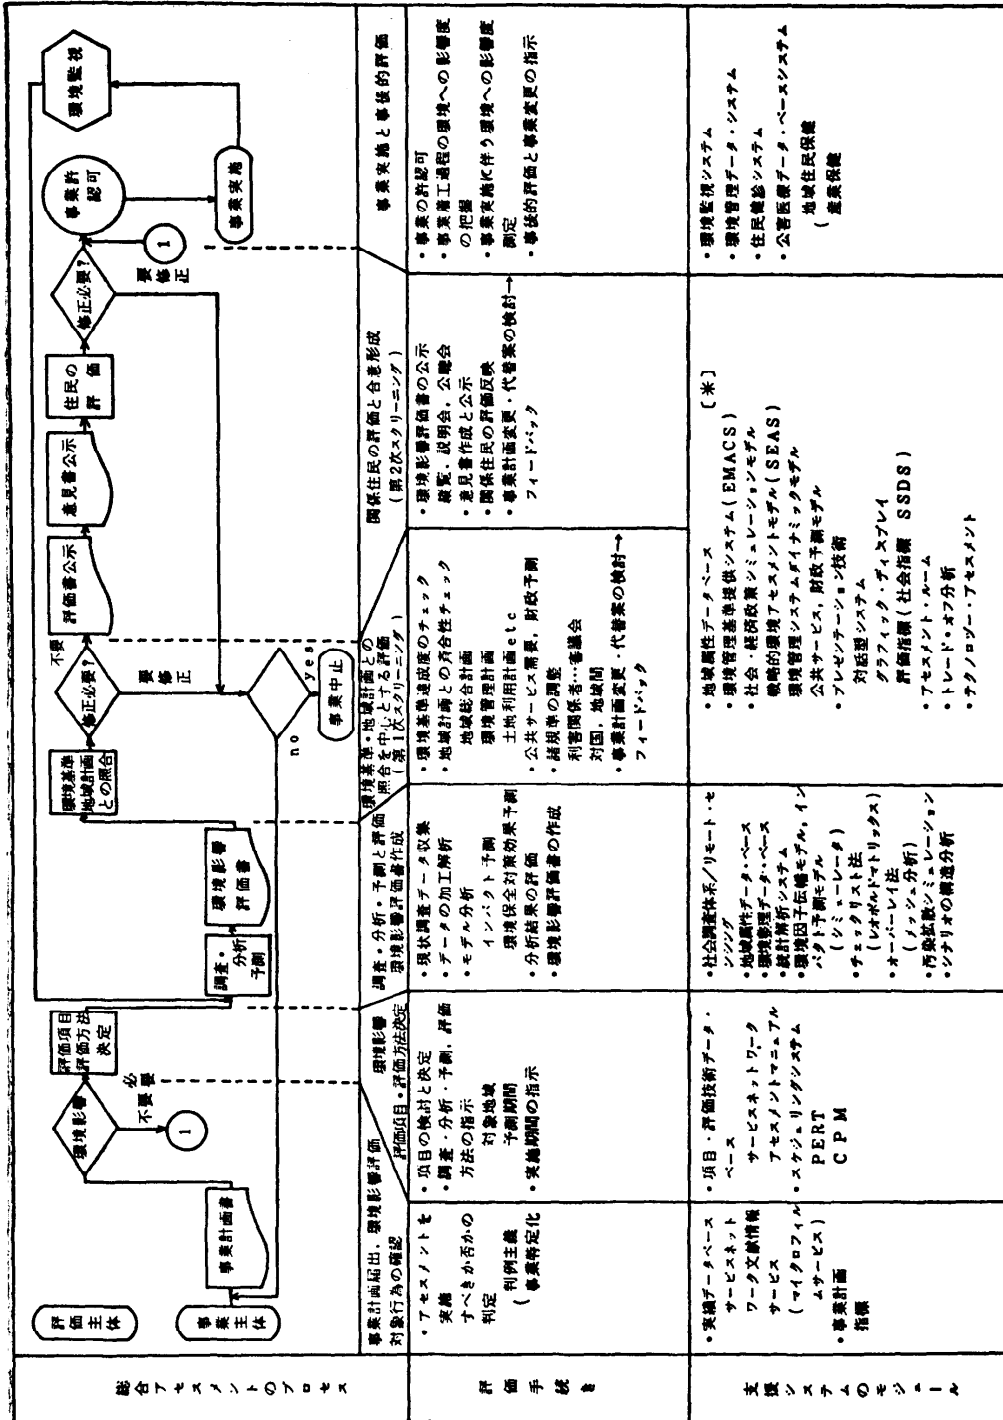 総合アセスメントのプロセス
評価主体
事業主体
事業計画書
環境影響
必要
不要
1
評価項目
評価方法
決定
調査・分析
予測
環境影響
評価書
環境基準
地域計画
との照合
修正必要?
不要
要修正
yes
no
事業中止
評価書公示
意見書公示
住民の
評価
修正必要?
要修正
1
事業許
認可
事業実施
環境監視
事業計画届出,環境影響評価
対象行為の確認
環境影響
評価項目・評価方法決定
調査・分析・予測と評価
環境影響評価書作成
環境基準・地域計画との
照合を中心とする評価
(第1次スクリーニング)
関係住民の評価と合意形成
(第2次スクリーニング)
事業実施と事後的評価
評価手続き
・アセスメントを
実施
すべきか否かの
判定
判例主義
(事業特定化
・項目の検討と決定
・調査・分析・予測,評価
方法の指示
対象地域
予測期間
・実施期間の指示
・現状調査データ収集
・データの加工解析
・モデル分析
インパクト予測
環境保全対策効果予測
・分析結果の評価
・環境影響評価書の作成
・環境基準達成度のチェック
・地域計画との斉合性チェック
地域総合計画
環境管理計画
土地利用計画etc
・公共サービス需要,財政予測
・諸規準の調整
利害関係者…審議会
対国,地域間
・事業計画変更・代替案の検討→
フィードバック
・環境影響評価書の公示
縦覧,説明会,公聴会
・意見書作成と公示
・関係住民の評価反映
・事業計画変更・代替案の検討→
フィードバック
・事業の許認可
・事業着工過程の環境への影響度
の把握
・事業実施に伴う環境への影響度
測定
・事後的評価と事業変更の指示
支援システムのモジュール
・実績データベース
サービスネット
ワーク文献情報
サービス
(マイクロフィル
ムサービス)
・事業計画
指標
・項目・評価技術データ・
ベース
サービスネットワーク
アセスメントマニュアル
・スケジュリングシステム
PERT
CPM
・社会調査体系/リモート・セ
ンシング
・地域属性データ・ベース
・環境整理データ・ベース
・統計解析システム
・環境因子伝幡モデル,イン
パクト予測モデル
(シミュレータ)
・チェックリスト法
(レオポルドマトリックス)
・オーバーレイ法
(メッシュ分析)
・汚染拡散シミュレーション
・シナリオの構造分析
・地域属性データベース
・環境管理基準提供システム(EMACS) 〔米〕
・社会・経済政策シミュレーションモデル
戦略的環境アセスメントモデル(SEAS)
環境管理システムダイナミックモデル
公共サービス,財政予測モデル
・プレゼンテーション技術
対話型システム
グラフィック・ディスプレイ
評価指標(社会指標 SSDS)
・アセスメント・ルーム
・トレード・オフ分析
・テクノロジー・アセスメント
・環境監視システム
・環境管理データ・システム
・住民健診システム
・公害医療データ・ベースシステム
(地域住民保健
産業保健